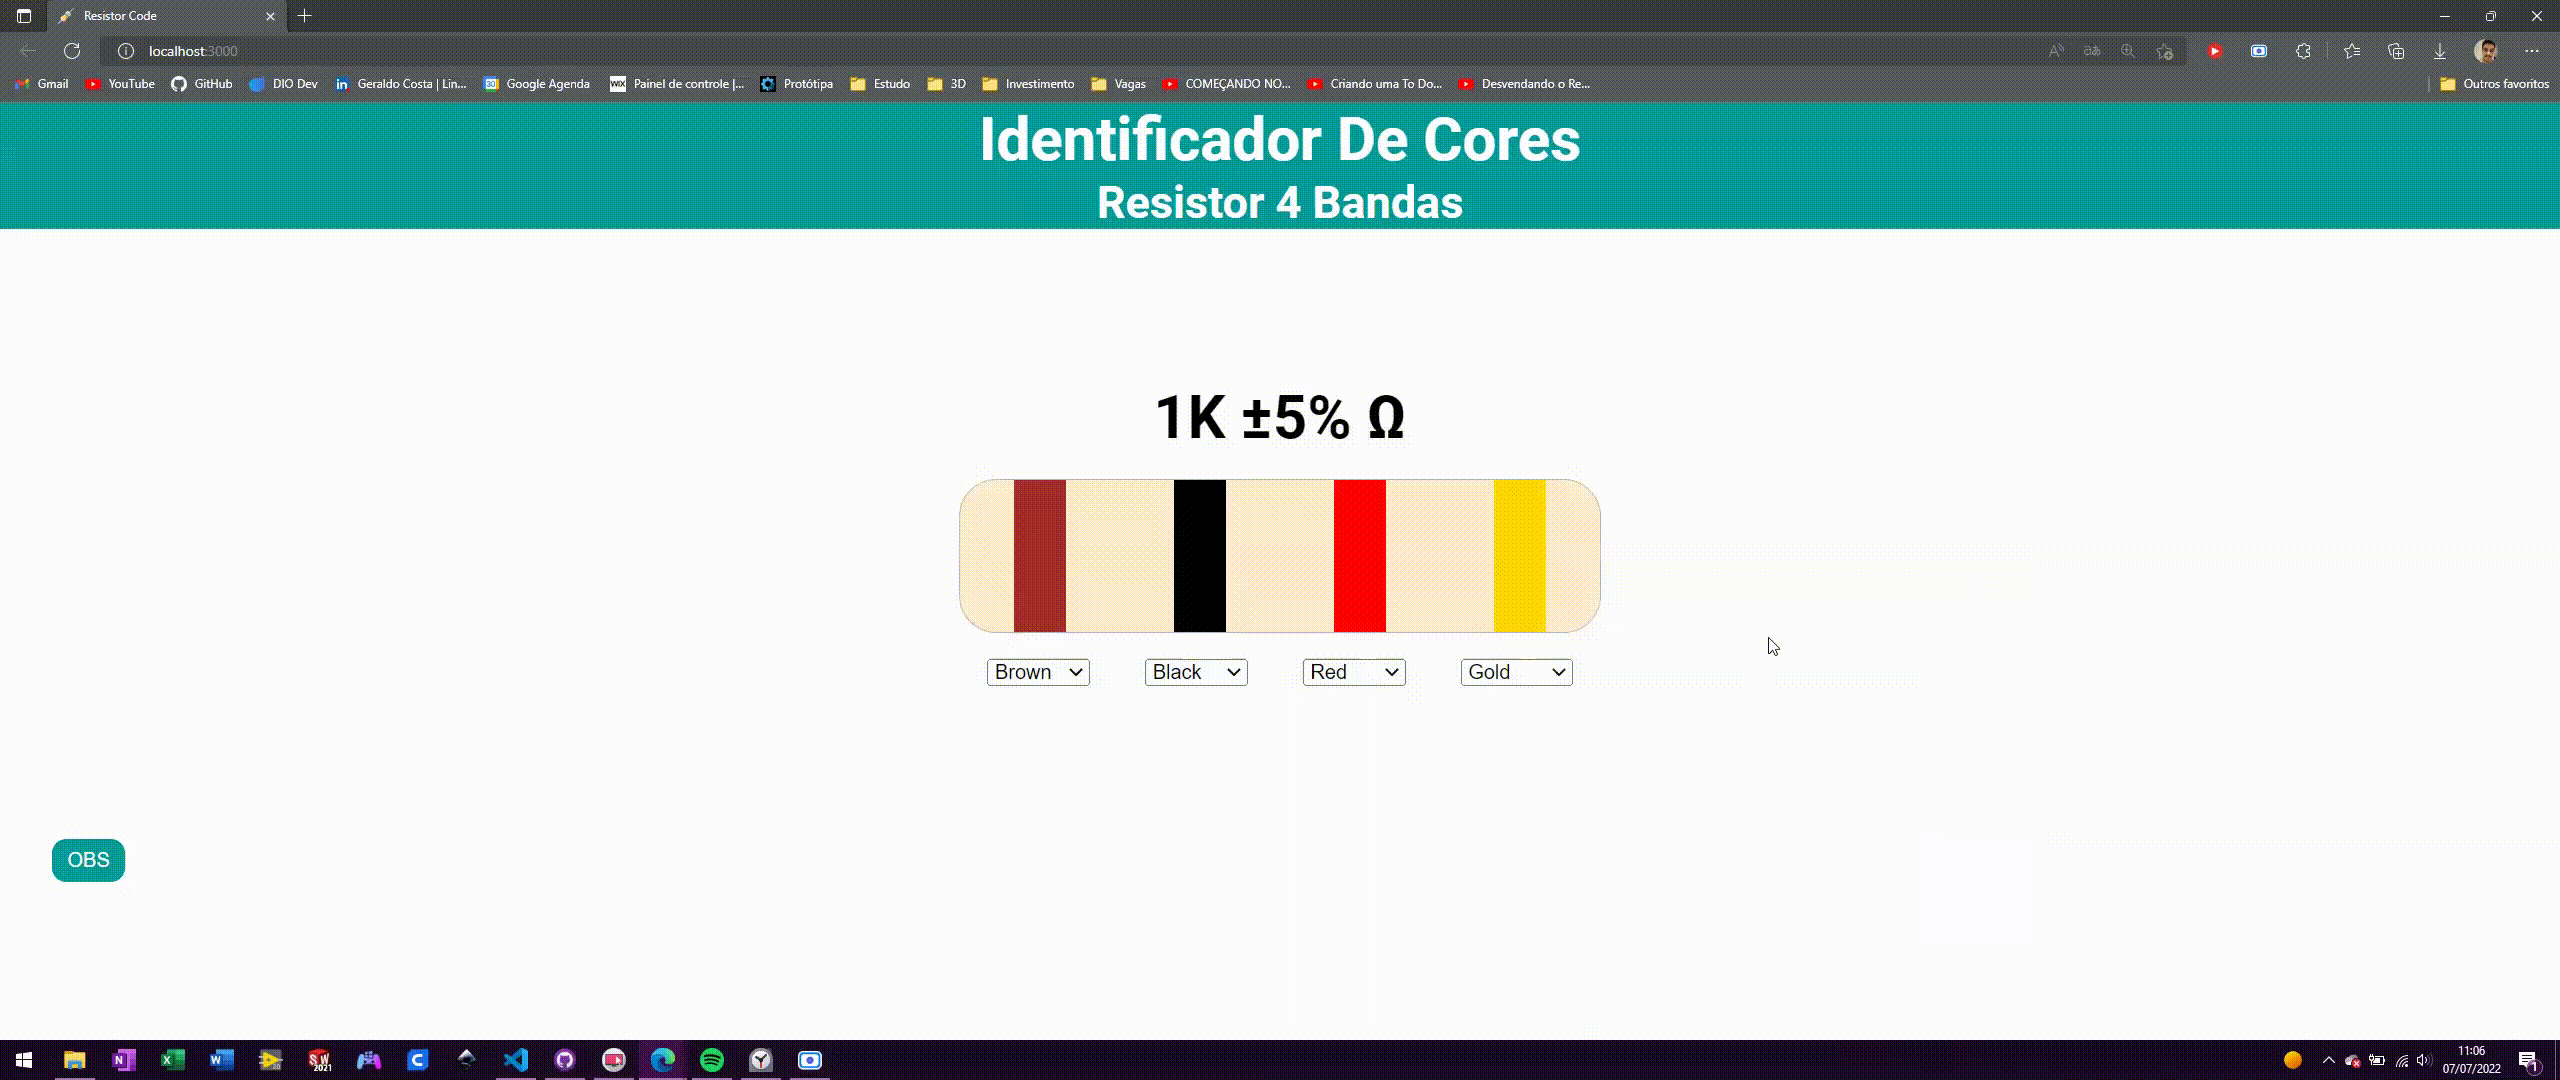 Resistor Code
localhost:3000
Gmail YouTube GitHub DIO Dev Geraldo Costa | Lin... Google Agenda WIX Painel de controle |... Protótipa Estudo 3D Investimento Vagas COMEÇANDO NO... Criando uma To Do... Desvendando o Re... Outros favoritos
Identificador De Cores
Resistor 4 Bandas
1K ±5% Ω
Brown Black Red Gold
OBS
11:06
07/07/2022